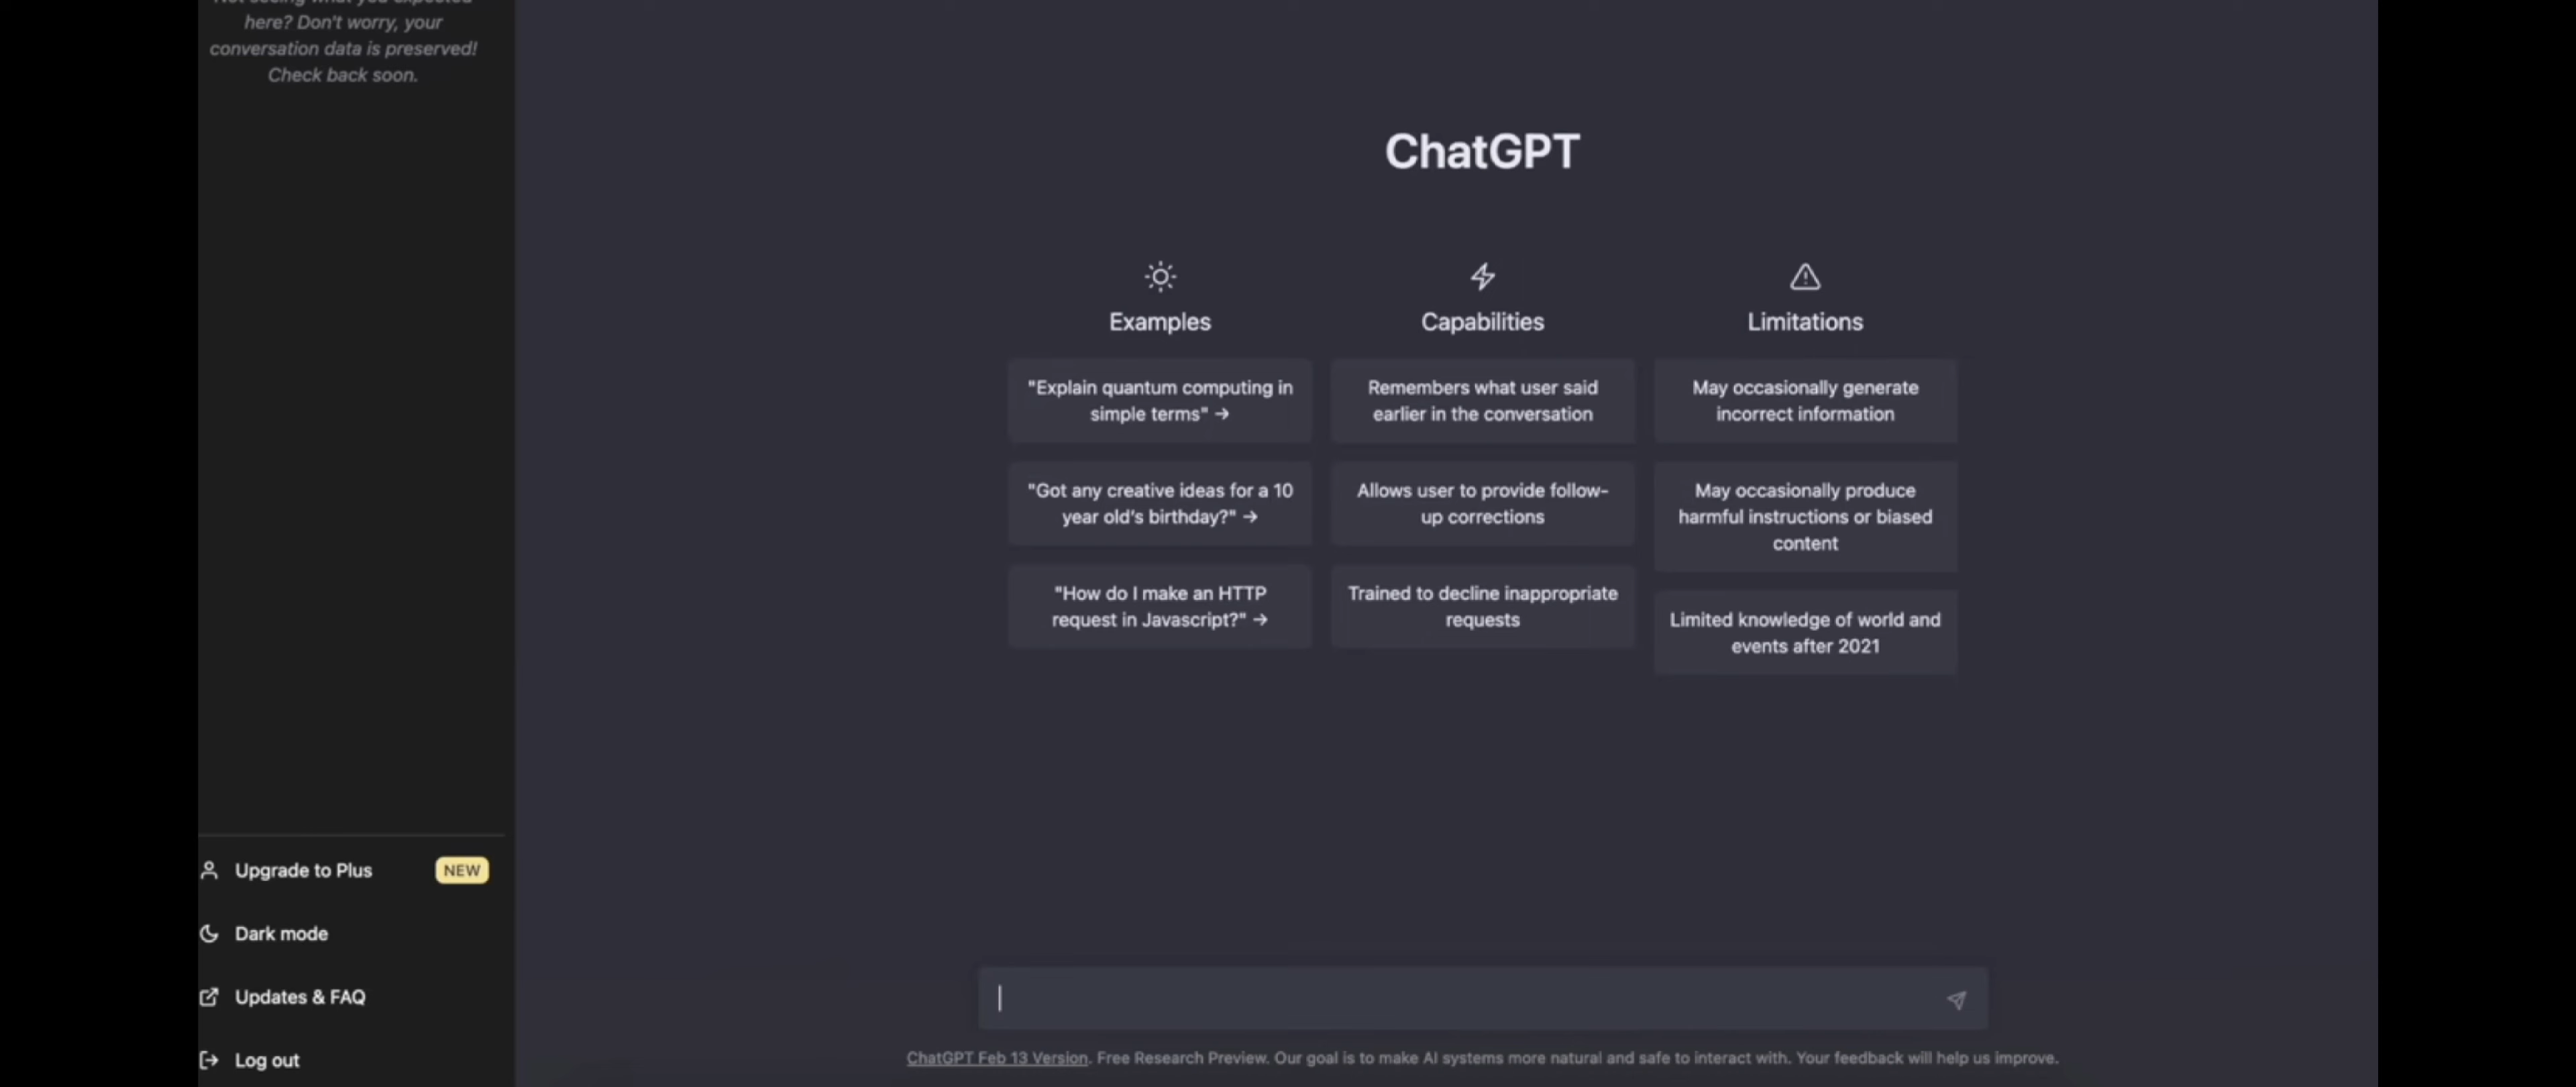 Not seeing what you expected
here? Don't worry, your
conversation data is preserved!
Check back soon.
ChatGPT
Examples
"Explain quantum computing in
simple terms" →
"Got any creative ideas for a 10
year old's birthday?" →
"How do I make an HTTP
request in Javascript?" →
Capabilities
Remembers what user said
earlier in the conversation
Allows user to provide follow-
up corrections
Trained to decline inappropriate
requests
Limitations
May occasionally generate
incorrect information
May occasionally produce
harmful instructions or biased
content
Limited knowledge of world and
events after 2021
Upgrade to Plus NEW
Dark mode
Updates & FAQ
Log out
ChatGPT Feb 13 Version. Free Research Preview. Our goal is to make AI systems more natural and safe to interact with. Your feedback will help us improve.